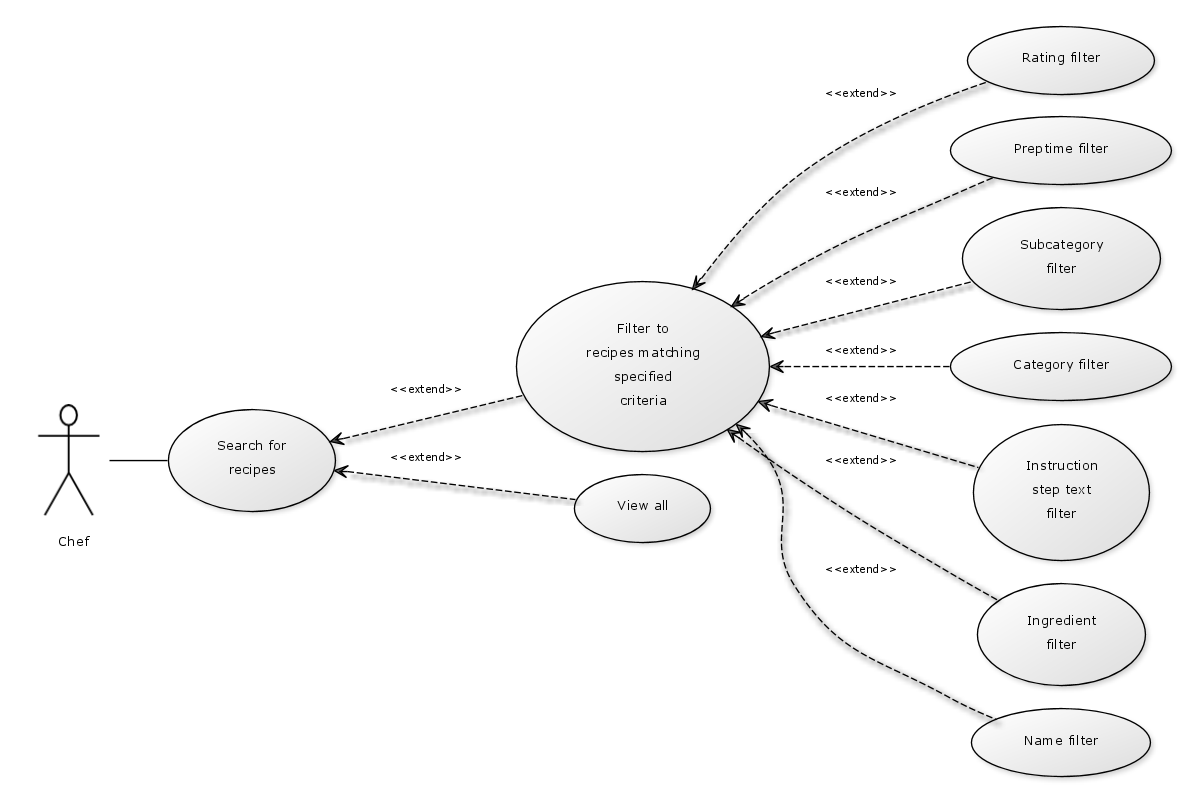 Rating filter
<<extend>>
Preptime filter
<<extend>>
Subcategory
filter
<<extend>>
Filter to
recipes matching
specified
criteria
<<extend>>
Category filter
<<extend>>
<<extend>>
Search for
recipes
<<extend>>
<<extend>>
Instruction
step text
filter
View all
Chef
<<extend>>
Ingredient
filter
Name filter